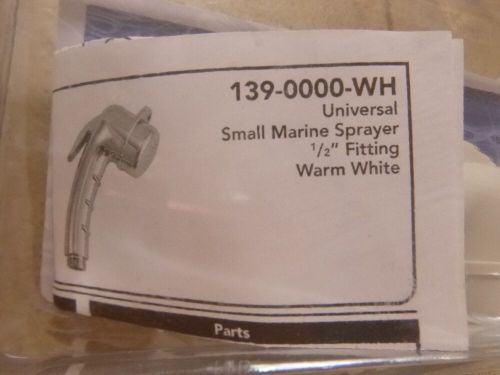 139-0000-WH
Universal
Small Marine Sprayer
1/2" Fitting
Warm White
Parts